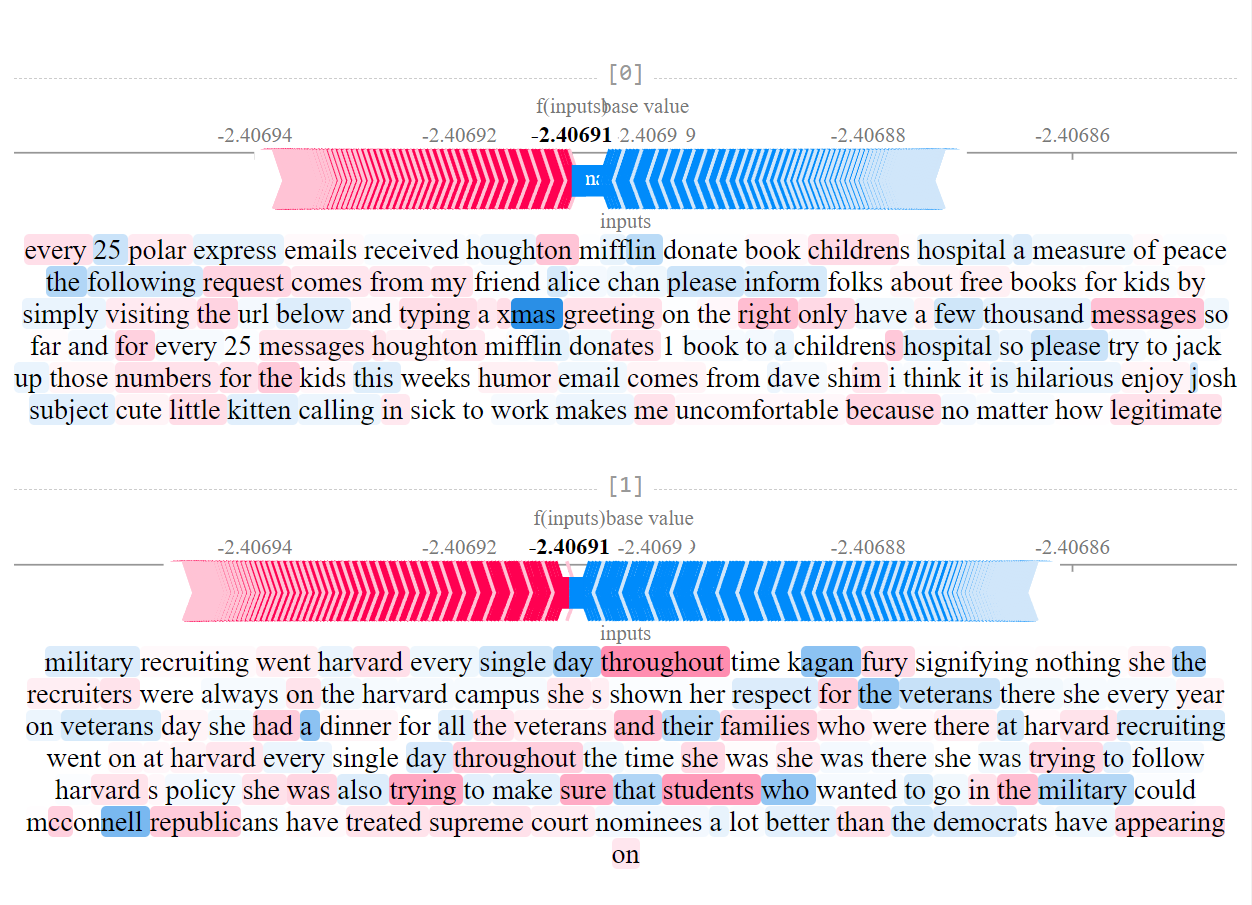 [0]
f(inputs) base value
-2.40694 -2.40692 -2.40691 2.4069 9 -2.40688 -2.40686
inputs
every 25 polar express emails received houghton mifflin donate book childrens hospital a measure of peace
the following request comes from my friend alice chan please inform folks about free books for kids by
simply visiting the url below and typing a xmas greeting on the right only have a few thousand messages so
far and for every 25 messages houghton mifflin donates 1 book to a childrens hospital so please try to jack
up those numbers for the kids this weeks humor email comes from dave shim i think it is hilarious enjoy josh
subject cute little kitten calling in sick to work makes me uncomfortable because no matter how legitimate
[1]
f(inputs) base value
-2.40694 -2.40692 -2.40691 -2.4069 -2.40688 -2.40686
inputs
military recruiting went harvard every single day throughout time kagan fury signifying nothing she the
recruiters were always on the harvard campus she s shown her respect for the veterans there she every year
on veterans day she had a dinner for all the veterans and their families who were there at harvard recruiting
went on at harvard every single day throughout the time she was she was there she was trying to follow
harvard s policy she was also trying to make sure that students who wanted to go in the military could
mcconnell republicans have treated supreme court nominees a lot better than the democrats have appearing
on